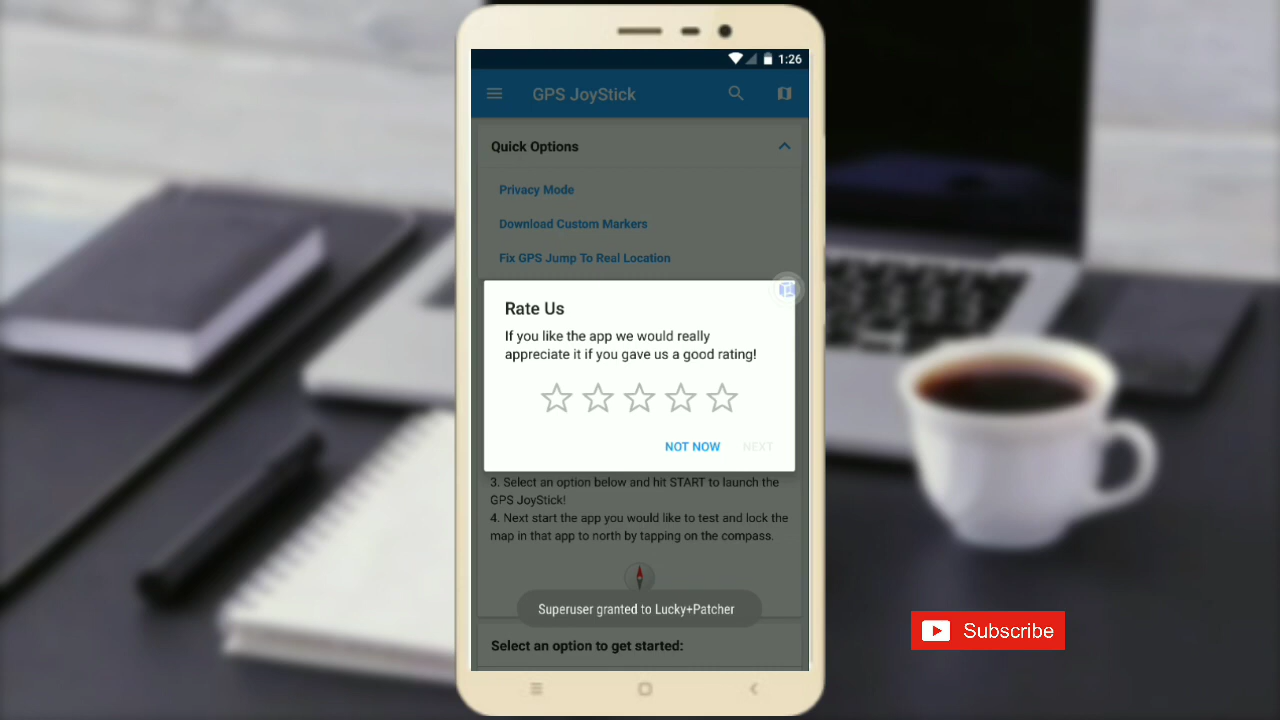 1:26
GPS JoyStick
Quick Options
Privacy Mode
Download Custom Markers
Fix GPS Jump To Real Location
Rate Us
If you like the app we would really
appreciate it if you gave us a good rating!
NOT NOW NEXT
3. Select an option below and hit START to launch the
GPS JoyStick!
4. Next start the app you would like to test and lock the
map in that app to north by tapping on the compass.
Superuser granted to Lucky+Patcher
Select an option to get started:
Subscribe